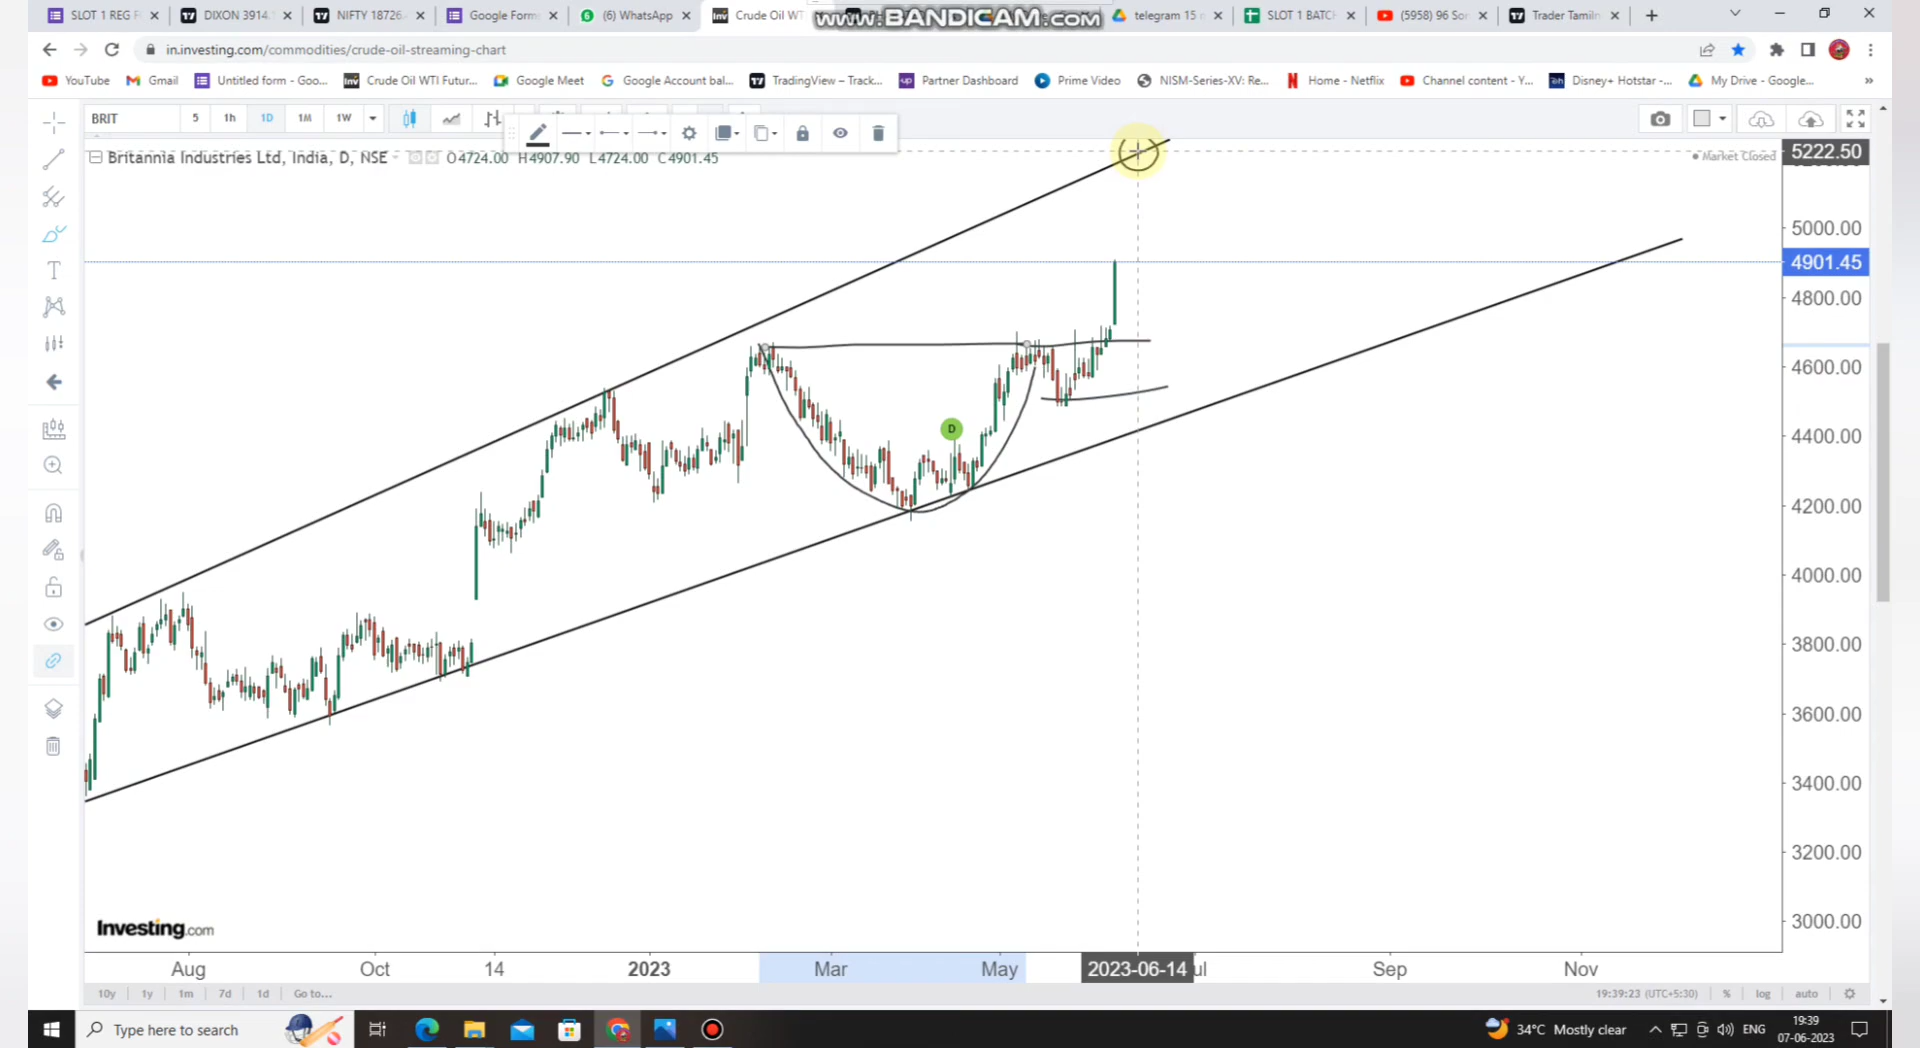 SLOT 1 REG F
DIXON 3914.
NIFTY 18726.
Google Form
(6) WhatsApp
Crude Oil WT
www.BANDICAM.com
telegram 15
SLOT 1 BATCH
(5958) 96 So
Trader Tamil
in.investing.com/commodities/crude-oil-streaming-chart
YouTube
Gmail
Untitled form - Goo...
Crude Oil WTI Futur...
Google Meet
Google Account bal...
TradingView – Track...
Partner Dashboard
Prime Video
NISM-Series-XV: Re...
Home - Netflix
Channel content - Y...
Disney+ Hotstar -...
My Drive - Google...
BRIT
5
1h
1D
1M
1W
Britannia Industries Ltd, India, D, NSE
O4724.00 H4907.90 L4724.00 C4901.45
Market Closed
5222.50
5000.00
4901.45
4800.00
4600.00
D
4400.00
4200.00
4000.00
3800.00
3600.00
3400.00
3200.00
3000.00
Investing.com
Aug
Oct
14
2023
Mar
May
2023-06-14
ul
Sep
Nov
10y
1y
1m
7d
1d
Go to...
19:39:23 (UTC+5:30)
%
log
auto
Type here to search
34°C Mostly clear
ENG
19:39
07-06-2023